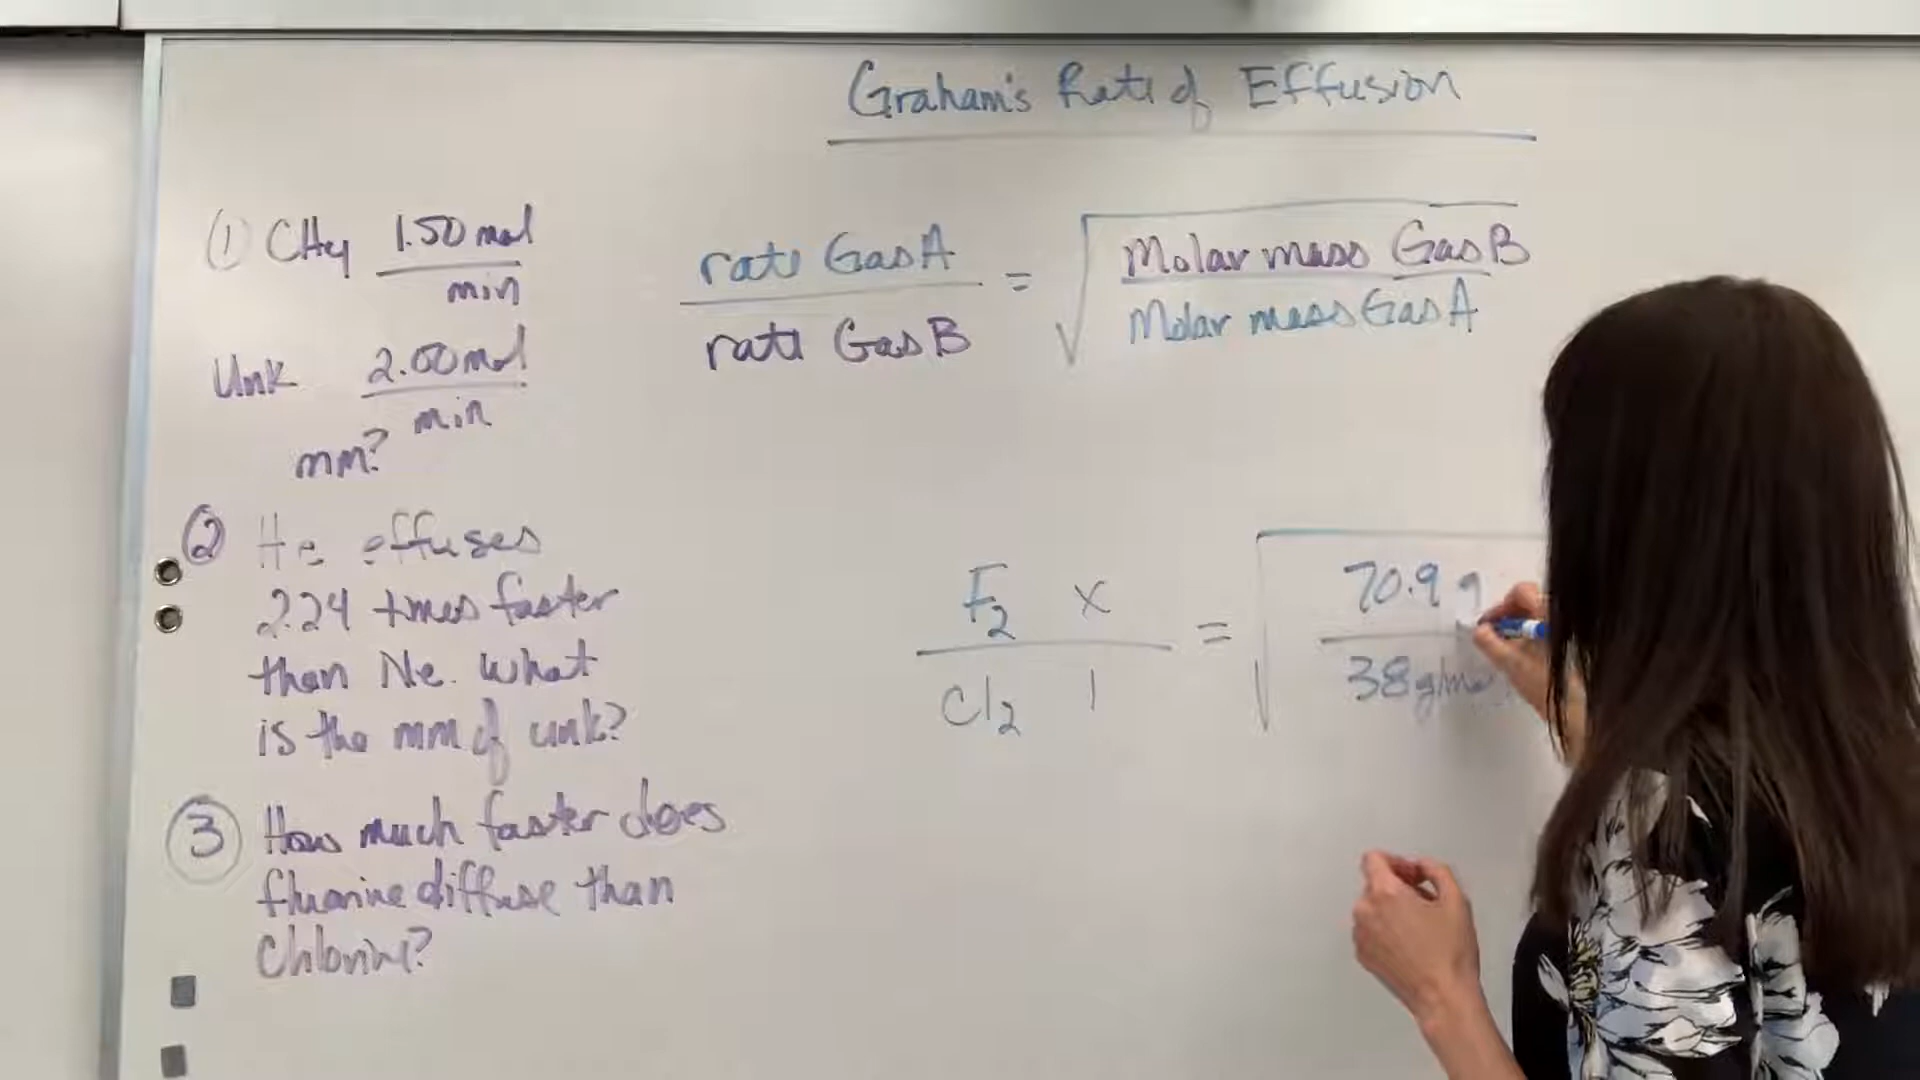 Graham's Rate of Effusion
① CH4 1.50 mol
min
Unk 2.00 mol
min
mm?
② He effuses
2.24 times faster
than Ne. What
is the mm of unk?
③ How much faster does
fluorine diffuse than
Chlorine?
rate Gas A
rate Gas B
=
√
Molar mass Gas B
Molar mass Gas A
F2 x
Cl2 1
=
√
70.9 g
38 g/mo